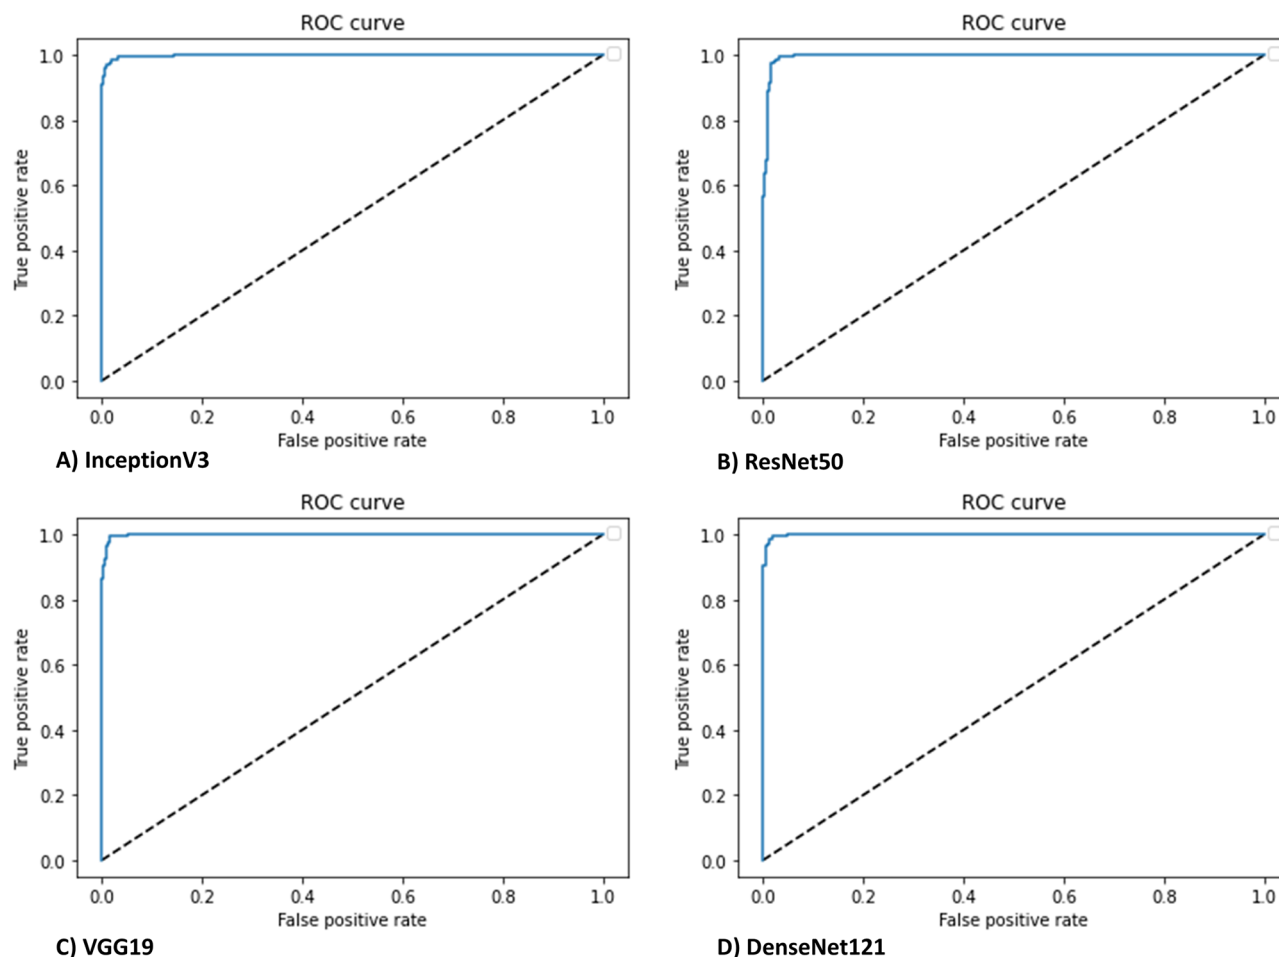 ROC curve
1.0
0.8
0.6
0.4
0.2
0.0
True positive rate
0.0 0.2 0.4 0.6 0.8 1.0
False positive rate
A) InceptionV3
ROC curve
1.0
0.8
0.6
0.4
0.2
0.0
True positive rate
0.0 0.2 0.4 0.6 0.8 1.0
False positive rate
B) ResNet50
ROC curve
1.0
0.8
0.6
0.4
0.2
0.0
True positive rate
0.0 0.2 0.4 0.6 0.8 1.0
False positive rate
C) VGG19
ROC curve
1.0
0.8
0.6
0.4
0.2
0.0
True positive rate
0.0 0.2 0.4 0.6 0.8 1.0
False positive rate
D) DenseNet121